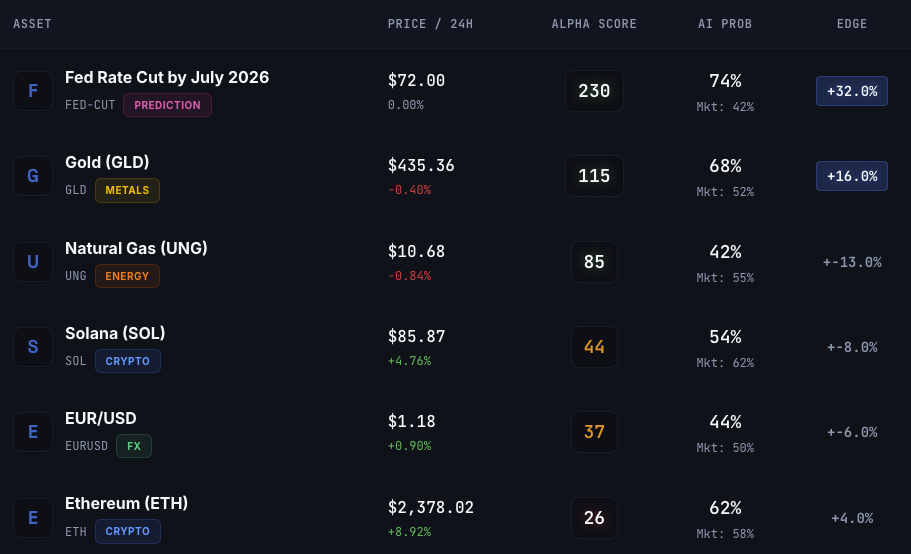 ASSET PRICE / 24H ALPHA SCORE AI PROB EDGE
F Fed Rate Cut by July 2026 $72.00 230 74% +32.0%
FED-CUT PREDICTION 0.00% Mkt: 42%
G Gold (GLD) $435.36 115 68% +16.0%
GLD METALS -0.40% Mkt: 52%
U Natural Gas (UNG) $10.68 85 42% +-13.0%
UNG ENERGY -0.84% Mkt: 55%
S Solana (SOL) $85.87 44 54% +-8.0%
SOL CRYPTO +4.76% Mkt: 62%
E EUR/USD $1.18 37 44% +-6.0%
EURUSD FX +0.90% Mkt: 50%
E Ethereum (ETH) $2,378.02 26 62% +4.0%
ETH CRYPTO +8.92% Mkt: 58%